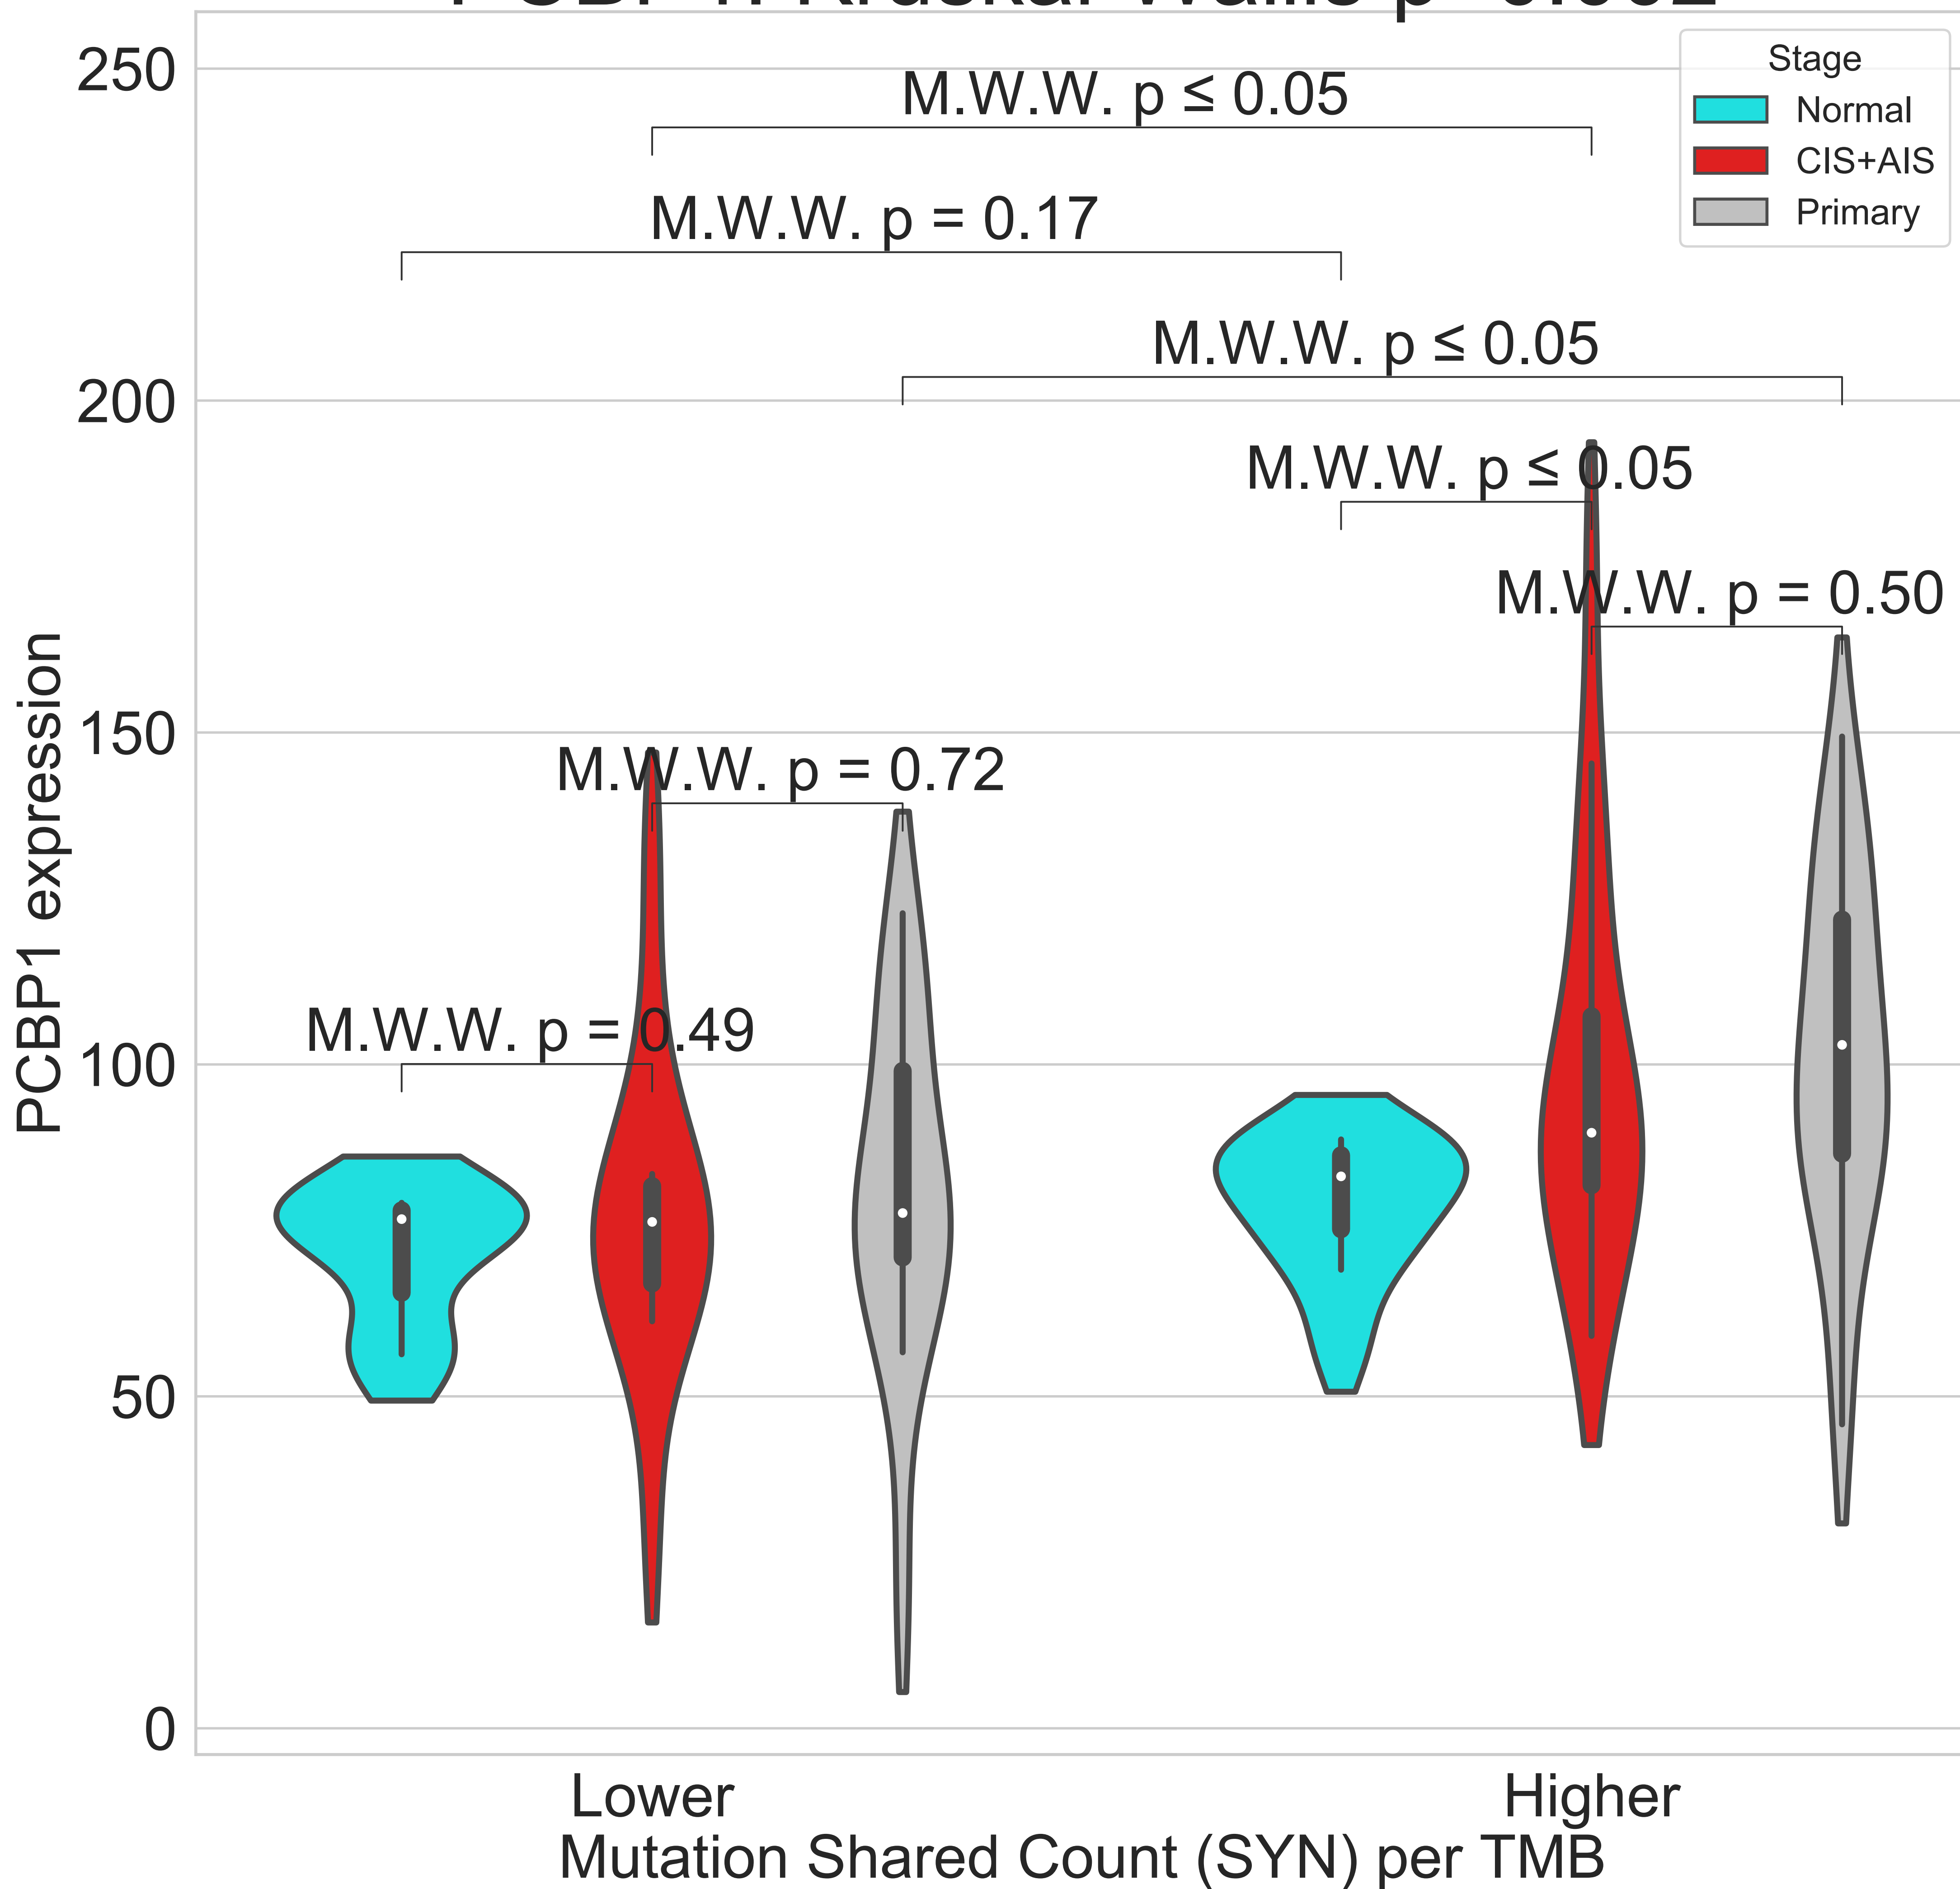 250
M.W.W. p ≤ 0.05
Stage
Normal
CIS+AIS
Primary
M.W.W. p = 0.17
M.W.W. p ≤ 0.05
200
M.W.W. p ≤ 0.05
M.W.W. p = 0.50
150
M.W.W. p = 0.72
PCBP1 expression
M.W.W. p = 0.49
100
50
0
Lower
Higher
Mutation Shared Count (SYN) per TMB